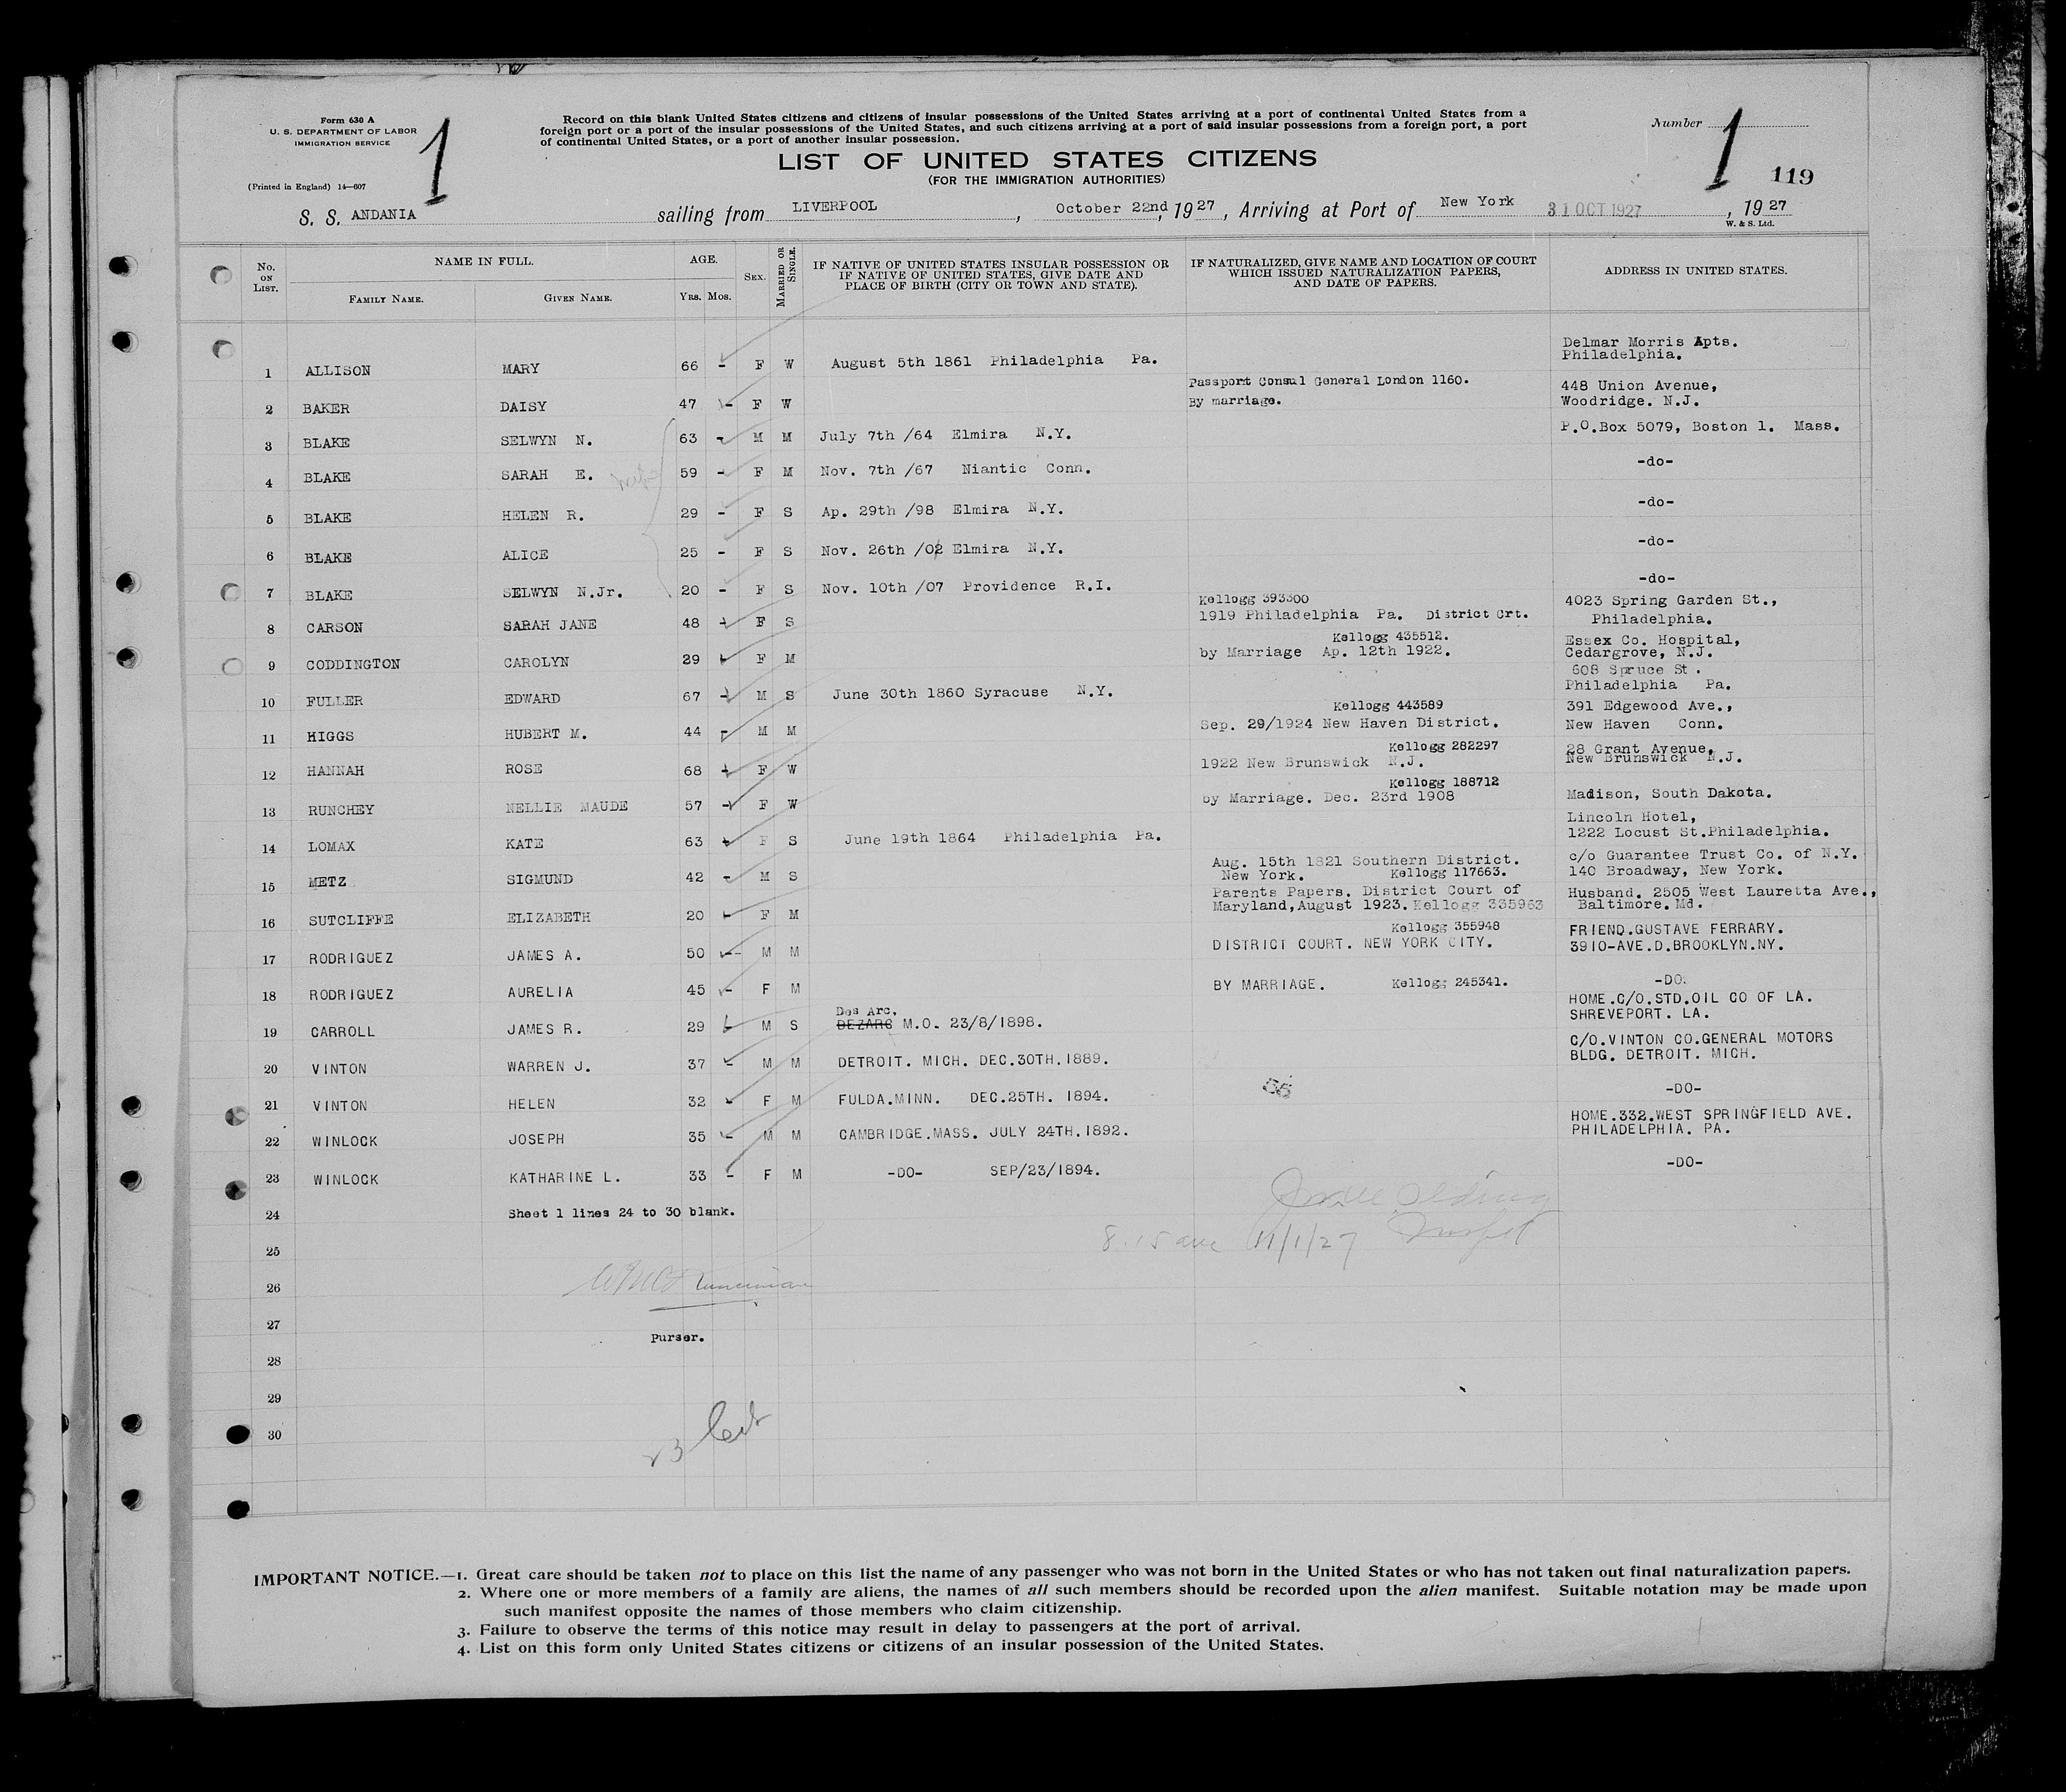 Form 630 A
U. S. DEPARTMENT OF LABOR
IMMIGRATION SERVICE
(Printed in England) 14—607
1
Record on this blank United States citizens and citizens of insular possessions of the United States arriving at a port of continental United States from a
foreign port or a port of the insular possessions of the United States, and such citizens arriving at a port of said insular possessions from a foreign port, a port
of continental United States, or a port of another insular possession.
Number 1
119
LIST OF UNITED STATES CITIZENS
(FOR THE IMMIGRATION AUTHORITIES)
S. S. ANDANIA sailing from LIVERPOOL, October 22nd, 1927, Arriving at Port of New York 31 OCT 1927, 1927
W. & S. Ltd.
No. ON LIST. NAME IN FULL. FAMILY NAME. GIVEN NAME. AGE. YRS. MOS. SEX. MARRIED OR SINGLE. IF NATIVE OF UNITED STATES INSULAR POSSESSION OR IF NATIVE OF UNITED STATES, GIVE DATE AND PLACE OF BIRTH (CITY OR TOWN AND STATE). IF NATURALIZED, GIVE NAME AND LOCATION OF COURT WHICH ISSUED NATURALIZATION PAPERS, AND DATE OF PAPERS. ADDRESS IN UNITED STATES.
1 ALLISON MARY 66 - F W August 5th 1861 Philadelphia Pa. Delmar Morris Apts. Philadelphia.
2 BAKER DAISY 47 - F W Passport Consul General London 1160. By marriage. 448 Union Avenue, Woodridge. N.J.
3 BLAKE SELWYN N. 63 - M M July 7th /64 Elmira N.Y. P.O.Box 5079, Boston 1. Mass.
4 BLAKE SARAH E. wife 59 - F M Nov. 7th /67 Niantic Conn. -do-
5 BLAKE HELEN R. 29 - F S Ap. 29th /98 Elmira N.Y. -do-
6 BLAKE ALICE 25 - F S Nov. 26th /02 Elmira N.Y. -do-
7 BLAKE SELWYN N.Jr. 20 - F S Nov. 10th /07 Providence R.I. -do-
8 CARSON SARAH JANE 48 - F S Kellogg 393300 1919 Philadelphia Pa. District Crt. 4023 Spring Garden St., Philadelphia.
9 CODDINGTON CAROLYN 29 - F M Kellogg 435512. by Marriage Ap. 12th 1922. Essex Co. Hospital, Cedargrove, N.J.
10 FULLER EDWARD 67 - M S June 30th 1860 Syracuse N.Y. 608 Spruce St. Philadelphia Pa.
11 HIGGS HUBERT M. 44 - M M Kellogg 443589 Sep. 29/1924 New Haven District. 391 Edgewood Ave., New Haven Conn.
12 HANNAH ROSE 68 - F W Kellogg 282297 1922 New Brunswick N.J. 28 Grant Avenue, New Brunswick N.J.
13 RUNCHEY NELLIE MAUDE 57 - F W Kellogg 188712 by Marriage. Dec. 23rd 1908 Madison, South Dakota.
14 LOMAX KATE 63 - F S June 19th 1864 Philadelphia Pa. Lincoln Hotel, 1222 Locust St.Philadelphia.
15 METZ SIGMUND 42 - M S Aug. 15th 1821 Southern District. New York. Kellogg 117663. c/o Guarantee Trust Co. of N.Y. 140 Broadway, New York.
16 SUTCLIFFE ELIZABETH 20 - F M Parents Papers. District Court of Maryland,August 1923. Kellogg 335963 Husband. 2505 West Lauretta Ave., Baltimore. Md.
17 RODRIGUEZ JAMES A. 50 - M M Kellogg 355948 DISTRICT COURT. NEW YORK CITY. FRIEND.GUSTAVE FERRARY. 3910-AVE.D.BROOKLYN.NY.
18 RODRIGUEZ AURELIA 45 - F M BY MARRIAGE. Kellogg 245341. -DO-
19 CARROLL JAMES R. 29 - M S Des Arc. DEZARC M.O. 23/8/1898. HOME.C/O.STD.OIL CO OF LA. SHREVEPORT. LA.
20 VINTON WARREN J. 37 - M M DETROIT. MICH. DEC.30TH.1889. C/O.VINTON CO.GENERAL MOTORS BLDG. DETROIT. MICH.
21 VINTON HELEN 32 - F M FULDA.MINN. DEC.25TH. 1894. -DO-
22 WINLOCK JOSEPH 35 - M M CAMBRIDGE.MASS. JULY 24TH.1892. HOME.332.WEST SPRINGFIELD AVE. PHILADELPHIA. PA.
23 WINLOCK KATHARINE L. 33 - F M -DO- SEP/23/1894. -DO-
24 Sheet 1 lines 24 to 30 blank.
25 8.15 am 11/1/27
26
27 Purser.
28
29
30
23
IMPORTANT NOTICE.—1. Great care should be taken not to place on this list the name of any passenger who was not born in the United States or who has not taken out final naturalization papers.
2. Where one or more members of a family are aliens, the names of all such members should be recorded upon the alien manifest. Suitable notation may be made upon
such manifest opposite the names of those members who claim citizenship.
3. Failure to observe the terms of this notice may result in delay to passengers at the port of arrival.
4. List on this form only United States citizens or citizens of an insular possession of the United States.